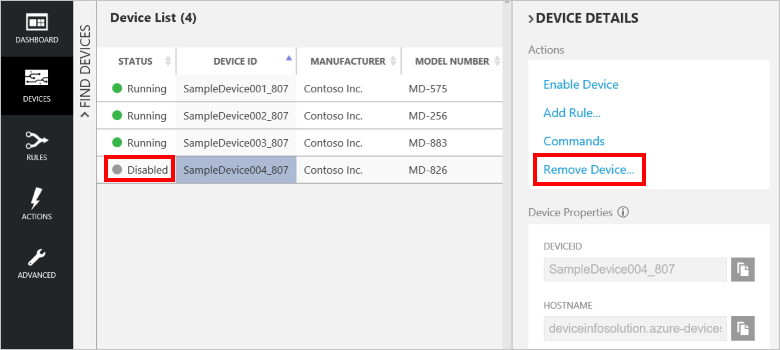 DASHBOARD
DEVICES
RULES
ACTIONS
ADVANCED
FIND DEVICES
Device List (4)
STATUS DEVICE ID MANUFACTURER MODEL NUMBER
Running SampleDevice001_807 Contoso Inc. MD-575
Running SampleDevice002_807 Contoso Inc. MD-256
Running SampleDevice003_807 Contoso Inc. MD-883
Disabled SampleDevice004_807 Contoso Inc. MD-826
DEVICE DETAILS
Actions
Enable Device
Add Rule...
Commands
Remove Device...
Device Properties
DEVICEID
SampleDevice004_807
HOSTNAME
deviceinfosolution.azure-devices